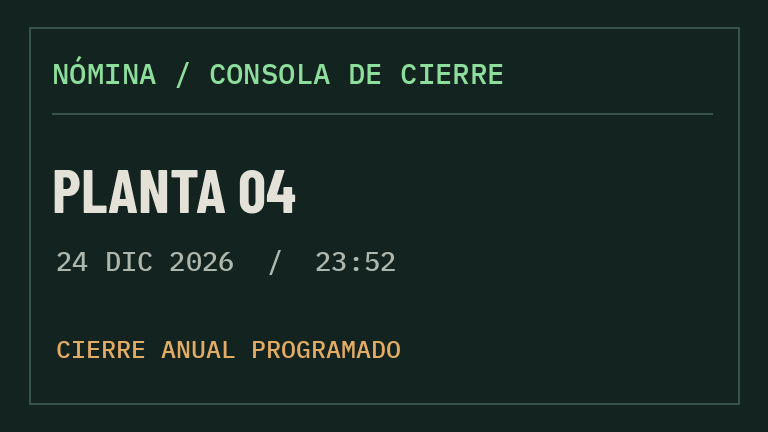 NÓMINA / CONSOLA DE CIERRE
PLANTA 04
24 DIC 2026 / 23:52
CIERRE ANUAL PROGRAMADO